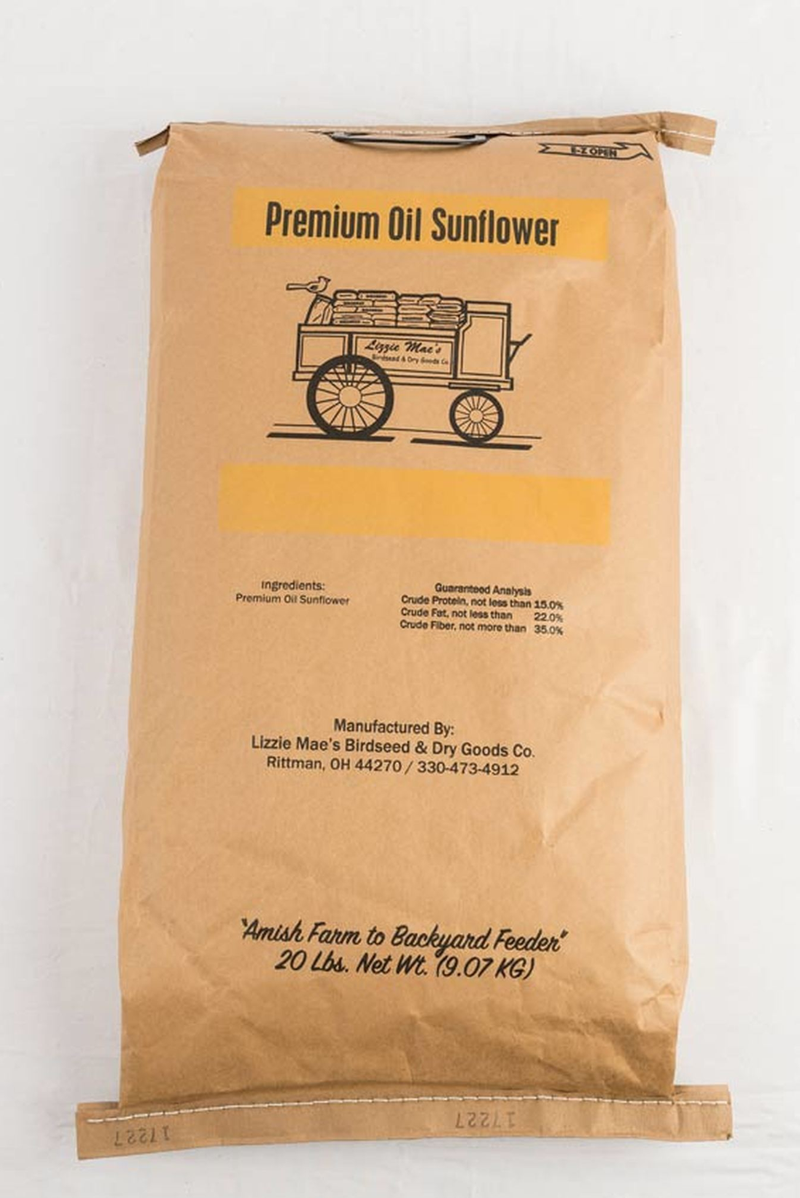 E-Z OPEN
Premium Oil Sunflower
Lizzie Mae's
Birdseed & Dry Goods Co.
Ingredients:
Premium Oil Sunflower
Guaranteed Analysis
Crude Protein, not less than 15.0%
Crude Fat, not less than 22.0%
Crude Fiber, not more than 35.0%
Manufactured By:
Lizzie Mae's Birdseed & Dry Goods Co.
Rittman, OH 44270 / 330-473-4912
"Amish Farm to Backyard Feeder"
20 Lbs. Net Wt. (9.07 KG)
17227
17227